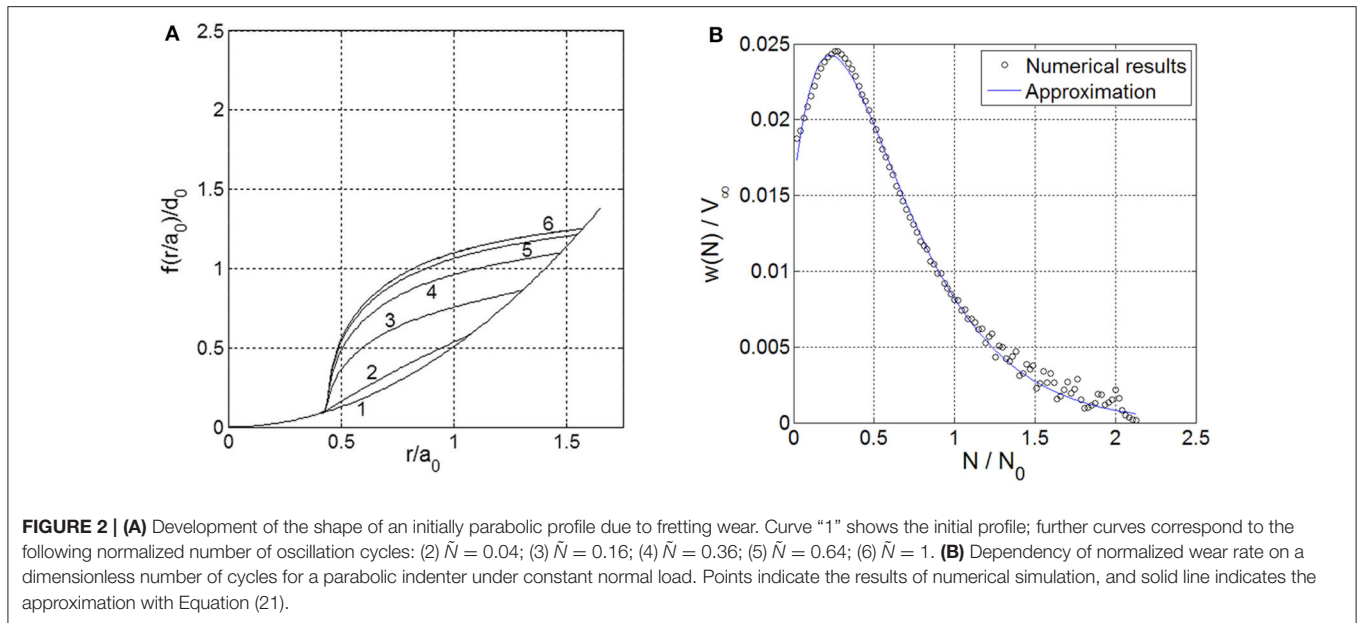 A
2.5
2
1.5
1
0.5
0
f(r/a0)/d0
6
5
4
3
2
1
0
0.5
1
1.5
r/a0
B
0.025
0.02
0.015
0.01
0.005
0
w(N) / V∞
Numerical results
Approximation
0
0.5
1
1.5
2
2.5
N / N0
FIGURE 2 | (A) Development of the shape of an initially parabolic profile due to fretting wear. Curve “1” shows the initial profile; further curves correspond to the
following normalized number of oscillation cycles: (2) Ñ = 0.04; (3) Ñ = 0.16; (4) Ñ = 0.36; (5) Ñ = 0.64; (6) Ñ = 1. (B) Dependency of normalized wear rate on a
dimensionless number of cycles for a parabolic indenter under constant normal load. Points indicate the results of numerical simulation, and solid line indicates the
approximation with Equation (21).